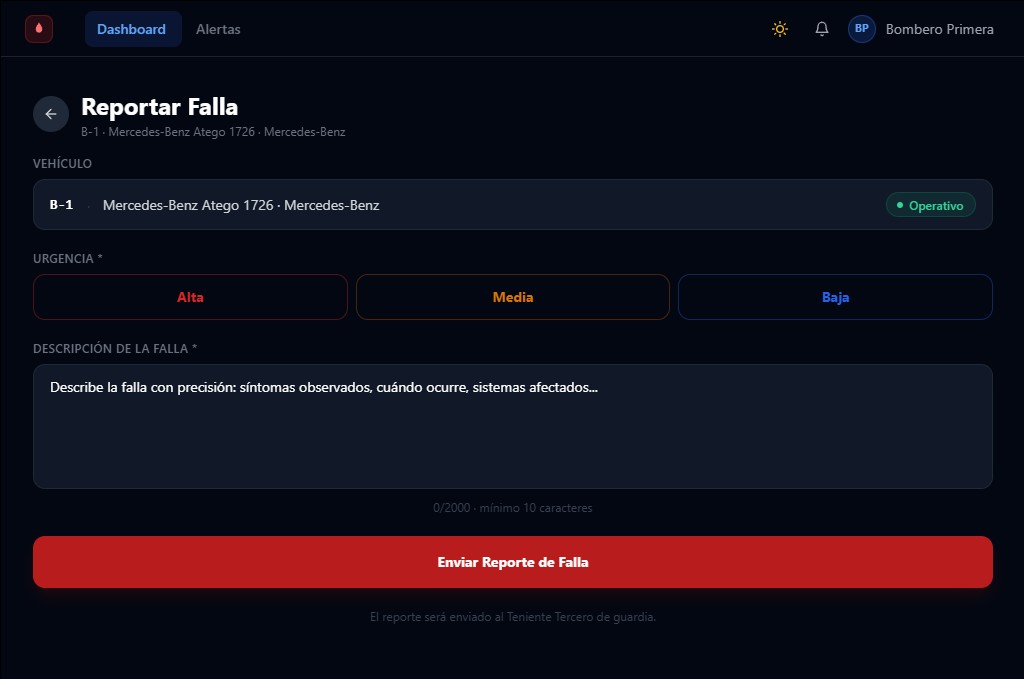 Dashboard
Alertas
BP
Bombero Primera
Reportar Falla
B-1 · Mercedes-Benz Atego 1726 · Mercedes-Benz
VEHÍCULO
B-1 · Mercedes-Benz Atego 1726 · Mercedes-Benz
Operativo
URGENCIA *
Alta
Media
Baja
DESCRIPCIÓN DE LA FALLA *
Describe la falla con precisión: síntomas observados, cuándo ocurre, sistemas afectados...
0/2000 · mínimo 10 caracteres
Enviar Reporte de Falla
El reporte será enviado al Teniente Tercero de guardia.